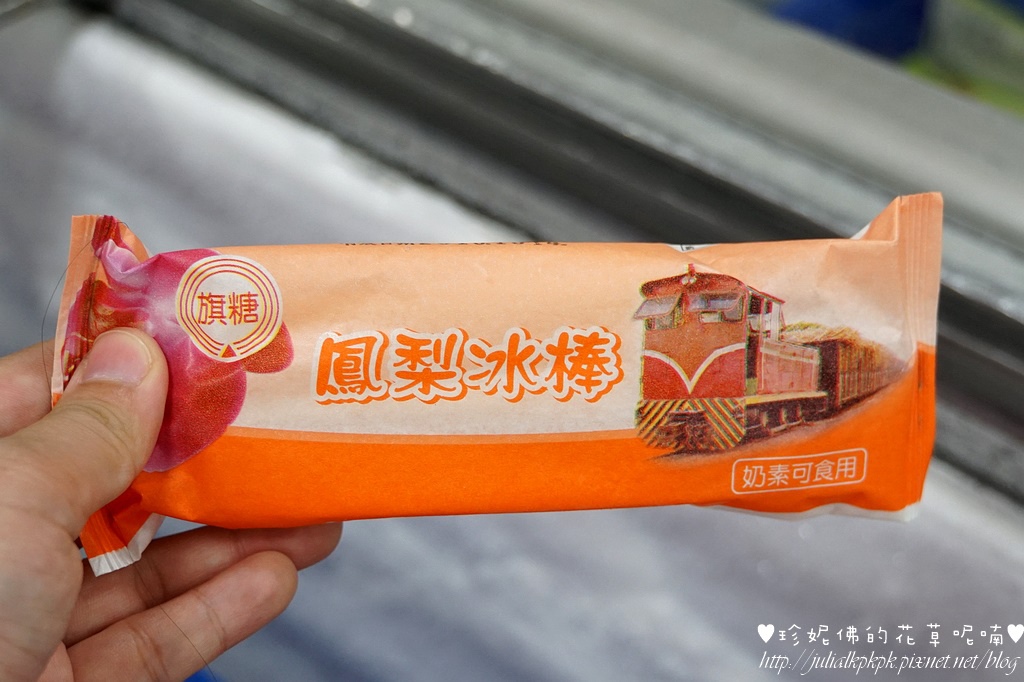 旗糖
鳳梨冰棒
奶素可食用
♥珍妮佛的花草呢喃♥
http://julialkpkpk.pixnet.net/blog